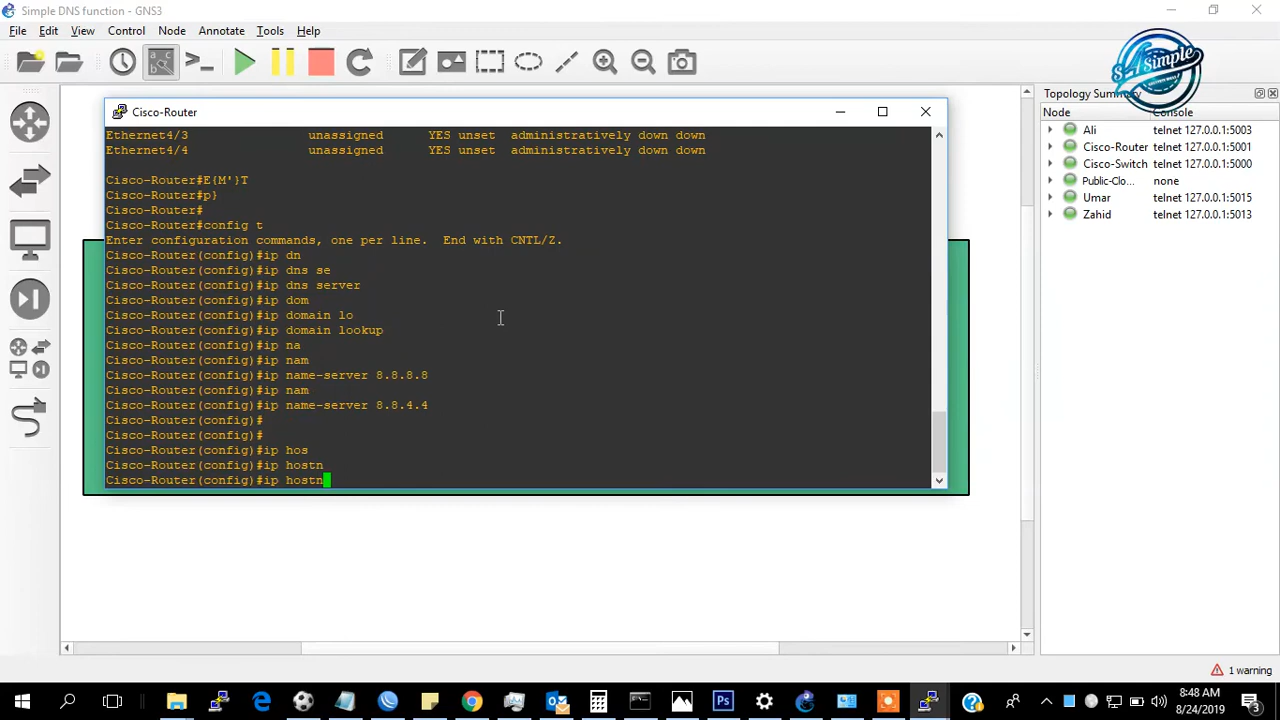 Simple DNS function - GNS3
File Edit View Control Node Annotate Tools Help
S4 Simple
Cisco-Router
Ethernet4/3 unassigned YES unset administratively down down
Ethernet4/4 unassigned YES unset administratively down down
Cisco-Router#E{M'}T
Cisco-Router#p}
Cisco-Router#
Cisco-Router#config t
Enter configuration commands, one per line. End with CNTL/Z.
Cisco-Router(config)#ip dn
Cisco-Router(config)#ip dns se
Cisco-Router(config)#ip dns server
Cisco-Router(config)#ip dom
Cisco-Router(config)#ip domain lo
Cisco-Router(config)#ip domain lookup
Cisco-Router(config)#ip na
Cisco-Router(config)#ip nam
Cisco-Router(config)#ip name-server 8.8.8.8
Cisco-Router(config)#ip nam
Cisco-Router(config)#ip name-server 8.8.4.4
Cisco-Router(config)#
Cisco-Router(config)#
Cisco-Router(config)#ip hos
Cisco-Router(config)#ip hostn
Cisco-Router(config)#ip hostn
Topology Summary
Node Console
Ali telnet 127.0.0.1:5003
Cisco-Router telnet 127.0.0.1:5001
Cisco-Switch telnet 127.0.0.1:5000
Public-Clo... none
Umar telnet 127.0.0.1:5015
Zahid telnet 127.0.0.1:5013
1 warning
8:48 AM
8/24/2019
3